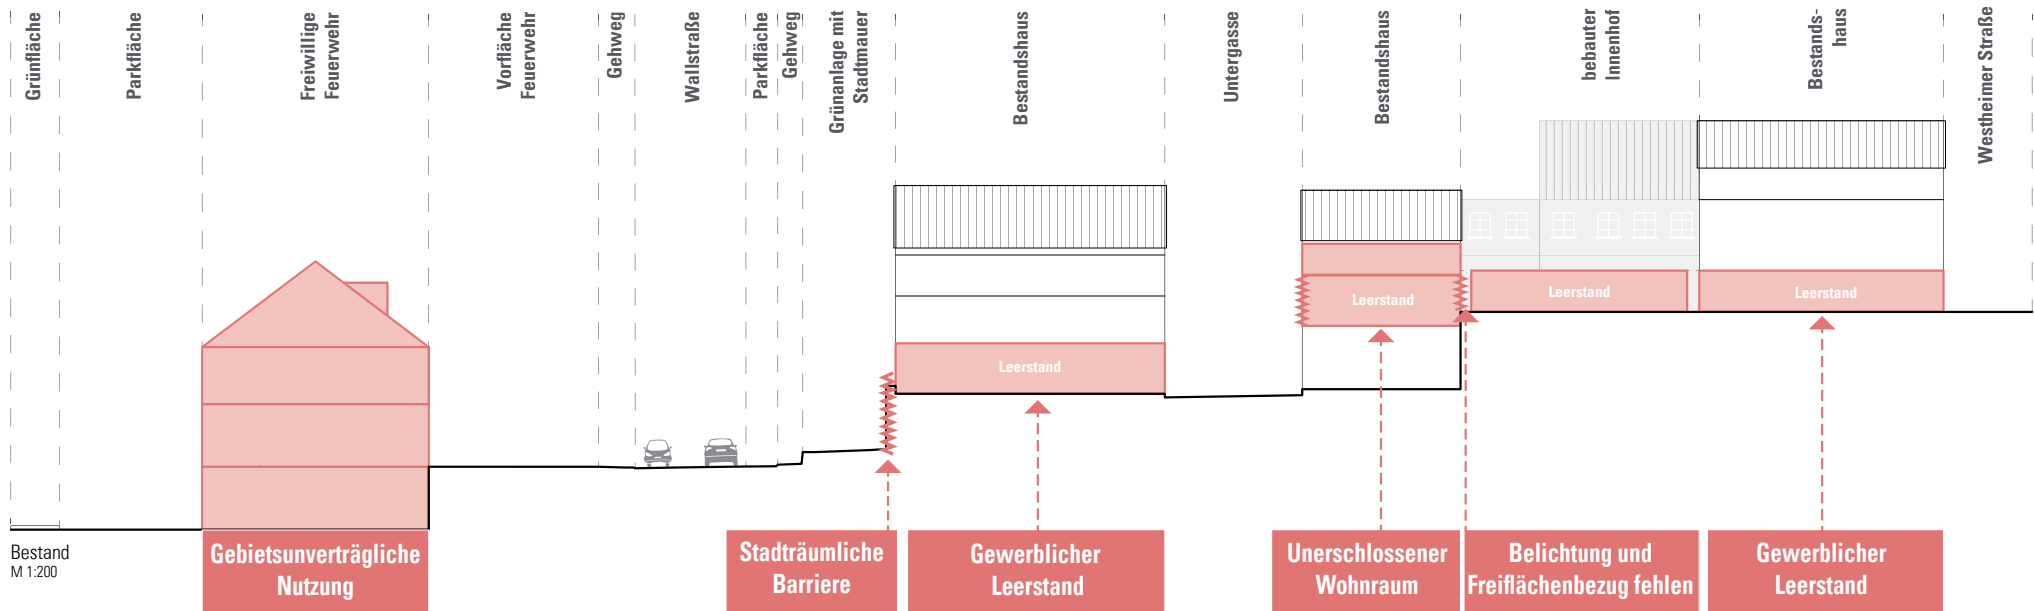 Grünfläche
Parkfläche
Freiwillige
Feuerwehr
Vorfläche
Feuerwehr
Gehweg
Wallstraße
Parkfläche
Gehweg
Grünanlage mit
Stadtmauer
Bestandshaus
Untergasse
Bestandshaus
bebauter
Innenhof
Bestands-
haus
Westheimer Straße
Leerstand
Leerstand
Leerstand
Leerstand
Bestand
M 1:200
Gebietsunverträgliche
Nutzung
Stadträumliche
Barriere
Gewerblicher
Leerstand
Unerschlossener
Wohnraum
Belichtung und
Freiflächenbezug fehlen
Gewerblicher
Leerstand